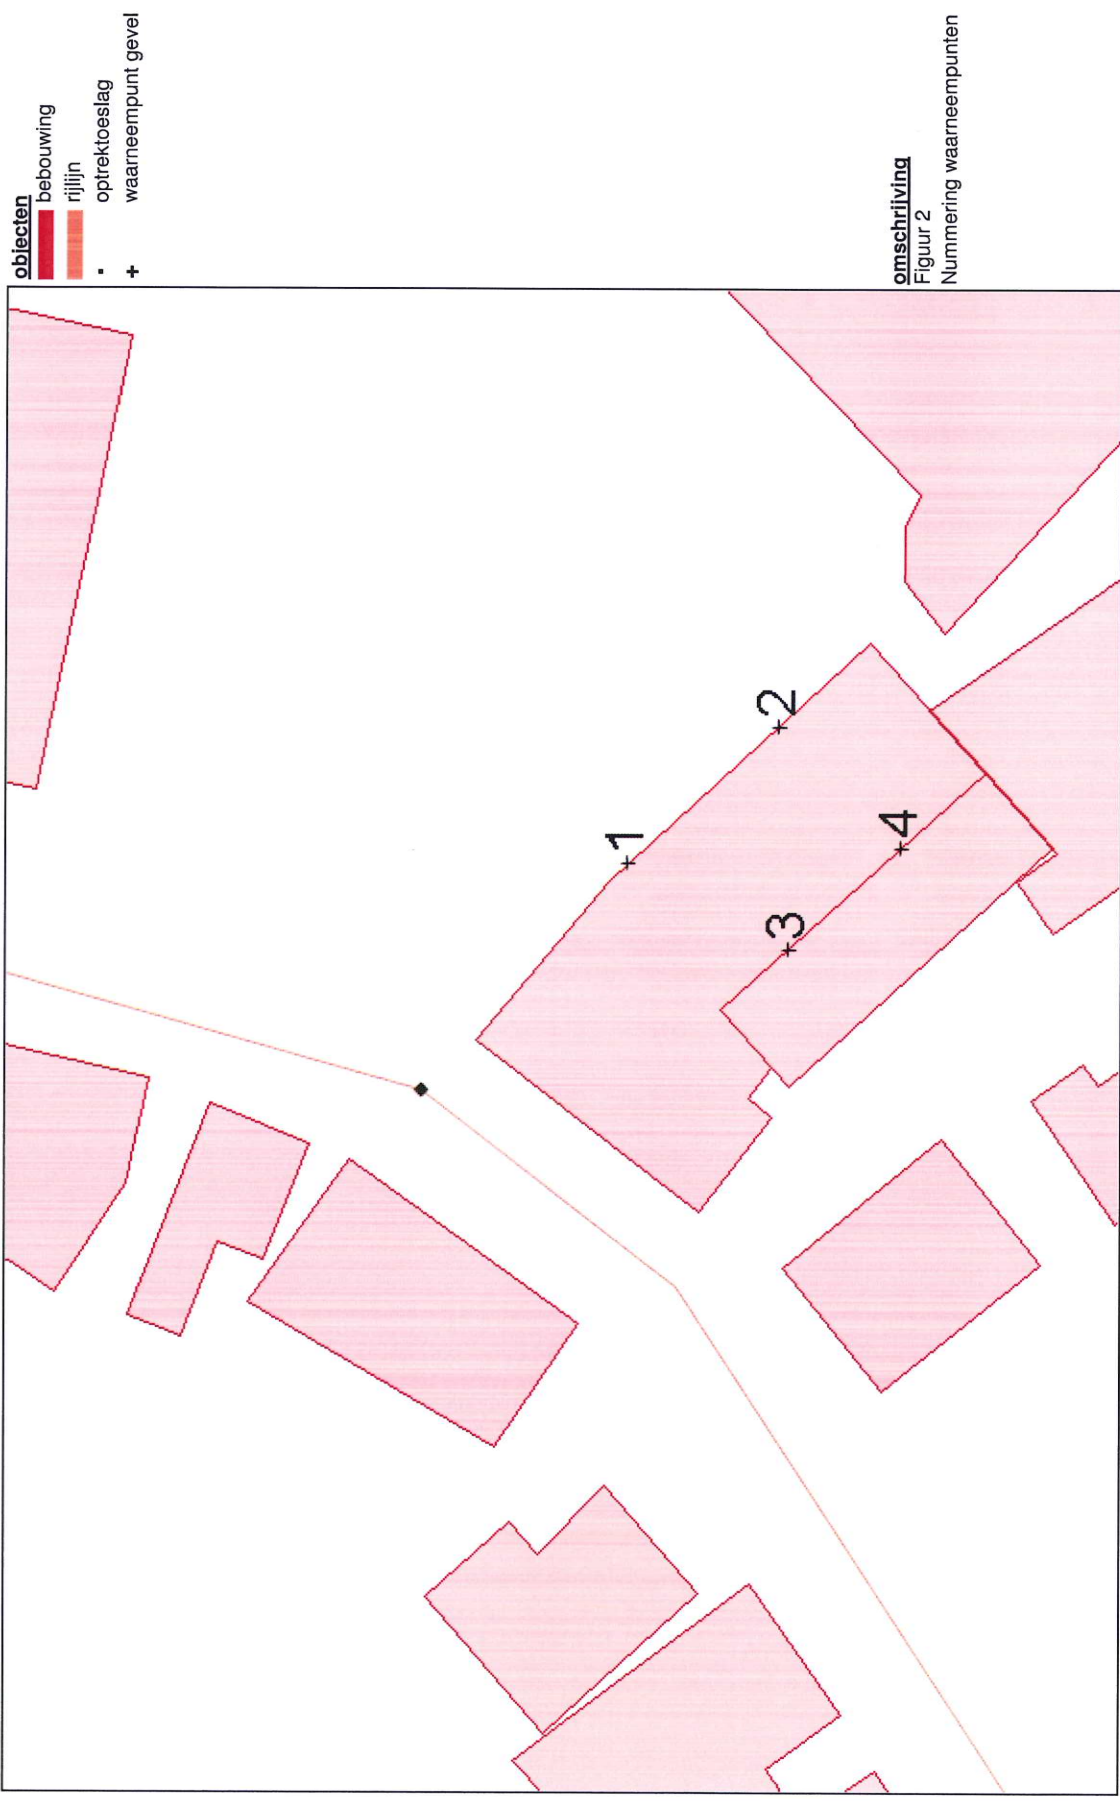 objecten
bebouwing
rijlijn
optrektoeslag
waarneempunt gevel
1
2
3
4
omschrijving
Figuur 2
Nummering waarneempunten